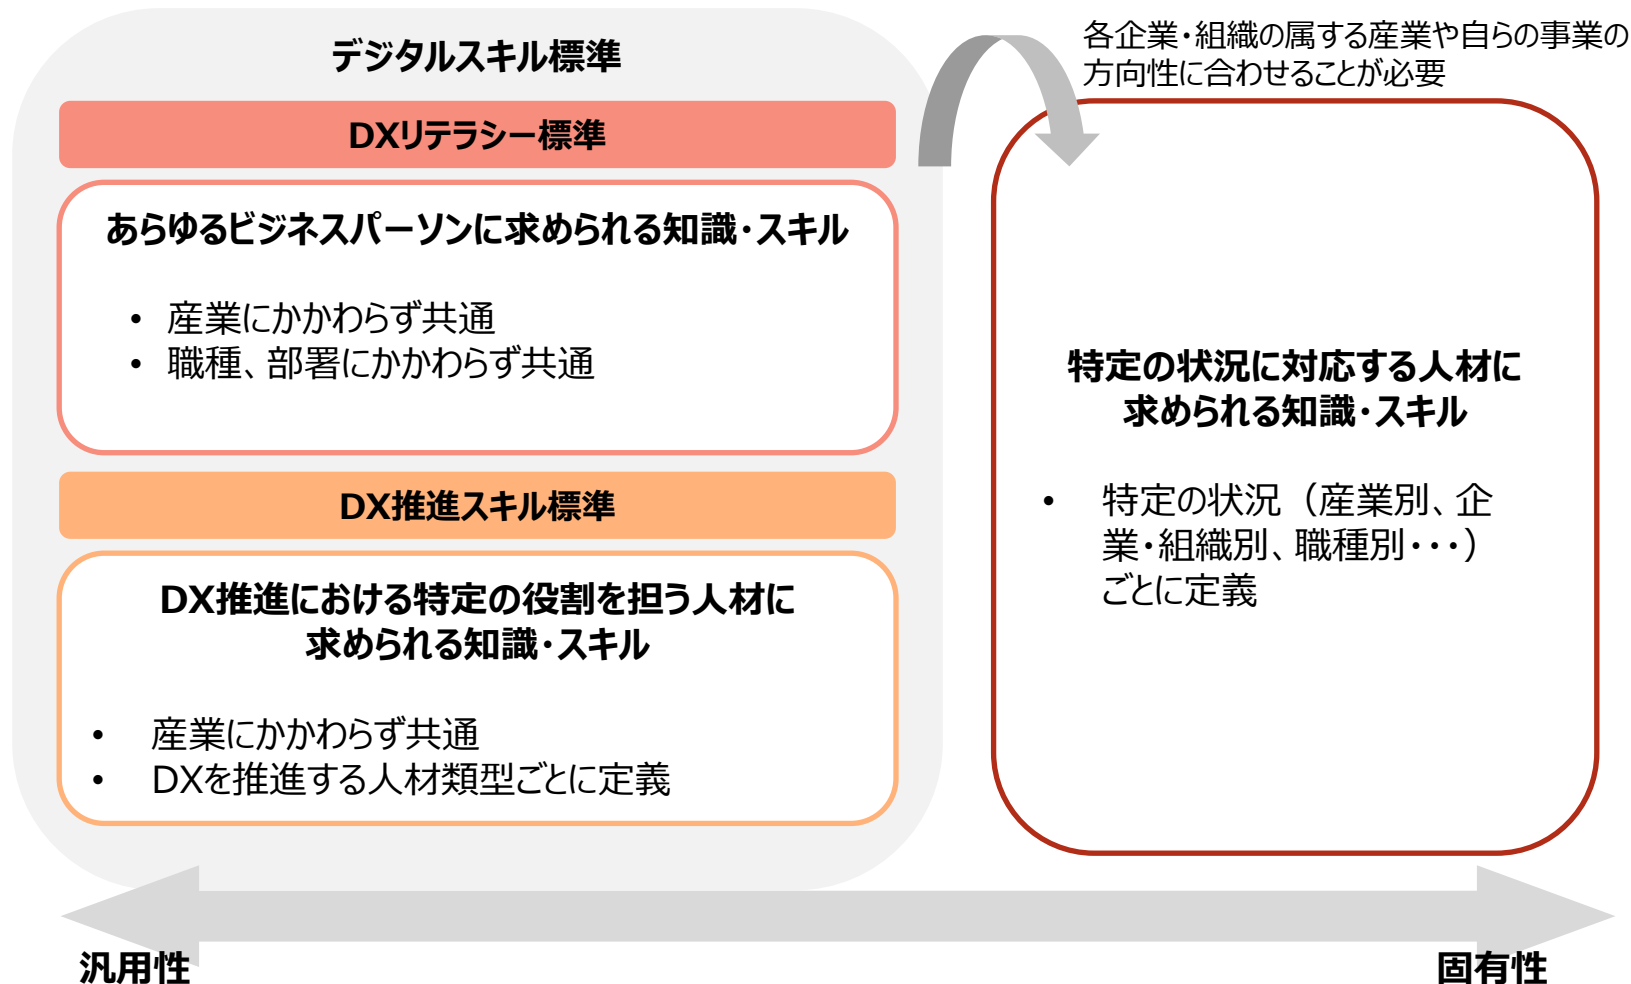 デジタルスキル標準
DXリテラシー標準
あらゆるビジネスパーソンに求められる知識・スキル
• 産業にかかわらず共通
• 職種、部署にかかわらず共通
DX推進スキル標準
DX推進における特定の役割を担う人材に
求められる知識・スキル
• 産業にかかわらず共通
• DXを推進する人材類型ごとに定義
各企業・組織の属する産業や自らの事業の
方向性に合わせることが必要
特定の状況に対応する人材に
求められる知識・スキル
• 特定の状況（産業別、企
業・組織別、職種別・・・）
ごとに定義
汎用性
固有性